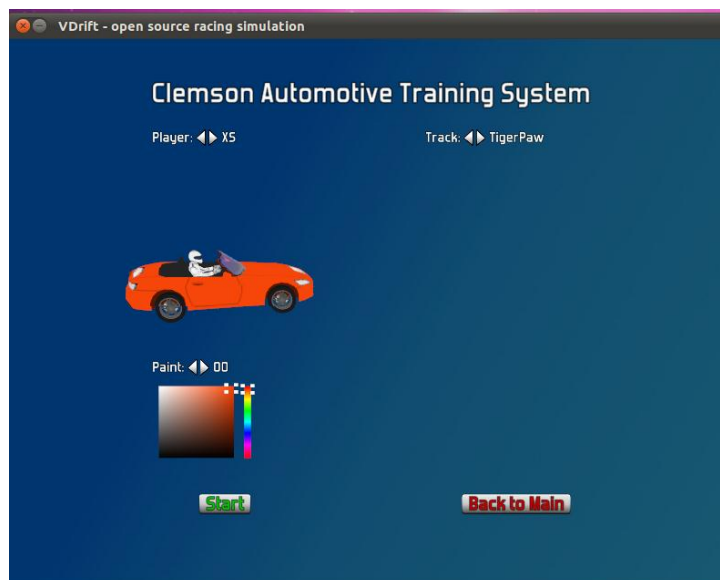 VDrift - open source racing simulation
Clemson Automotive Training System
Player: XS Track: TigerPaw
Paint: 00
Start Back to Main